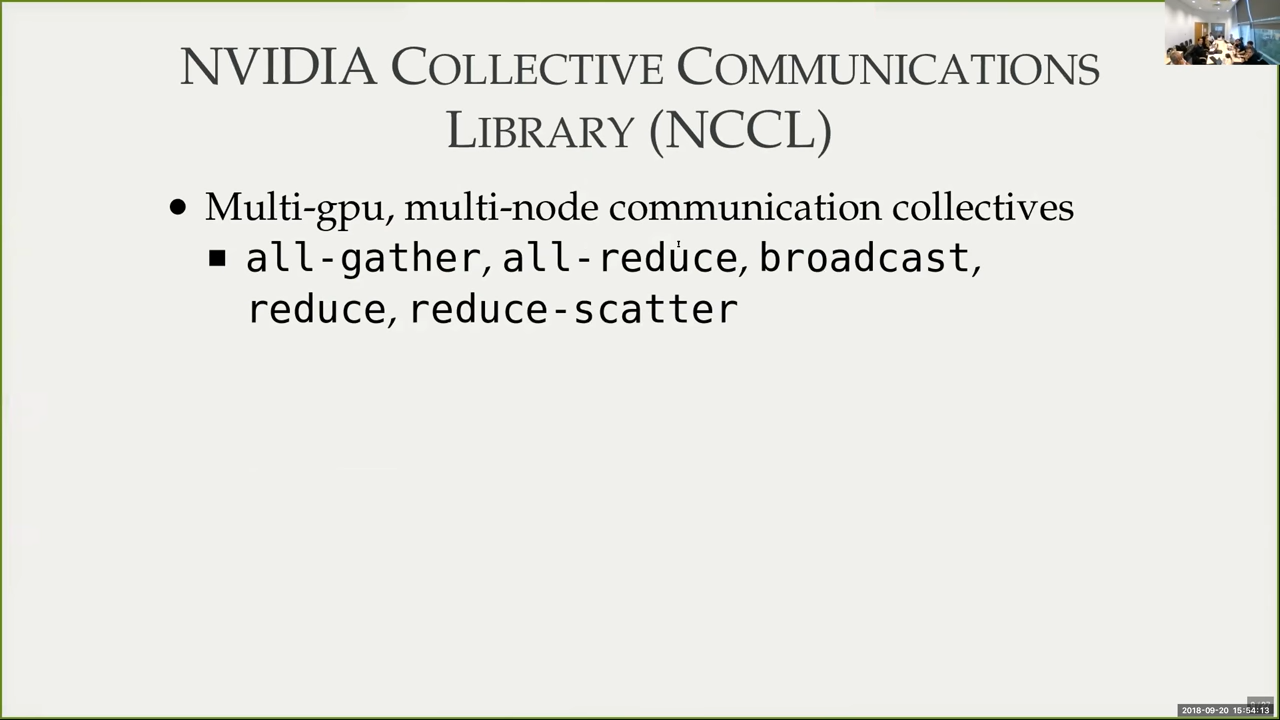 NVIDIA COLLECTIVE COMMUNICATIONS
LIBRARY (NCCL)
• Multi-gpu, multi-node communication collectives
▪ all-gather, all-reduce, broadcast,
reduce, reduce-scatter
2018-09-20 15:54:13